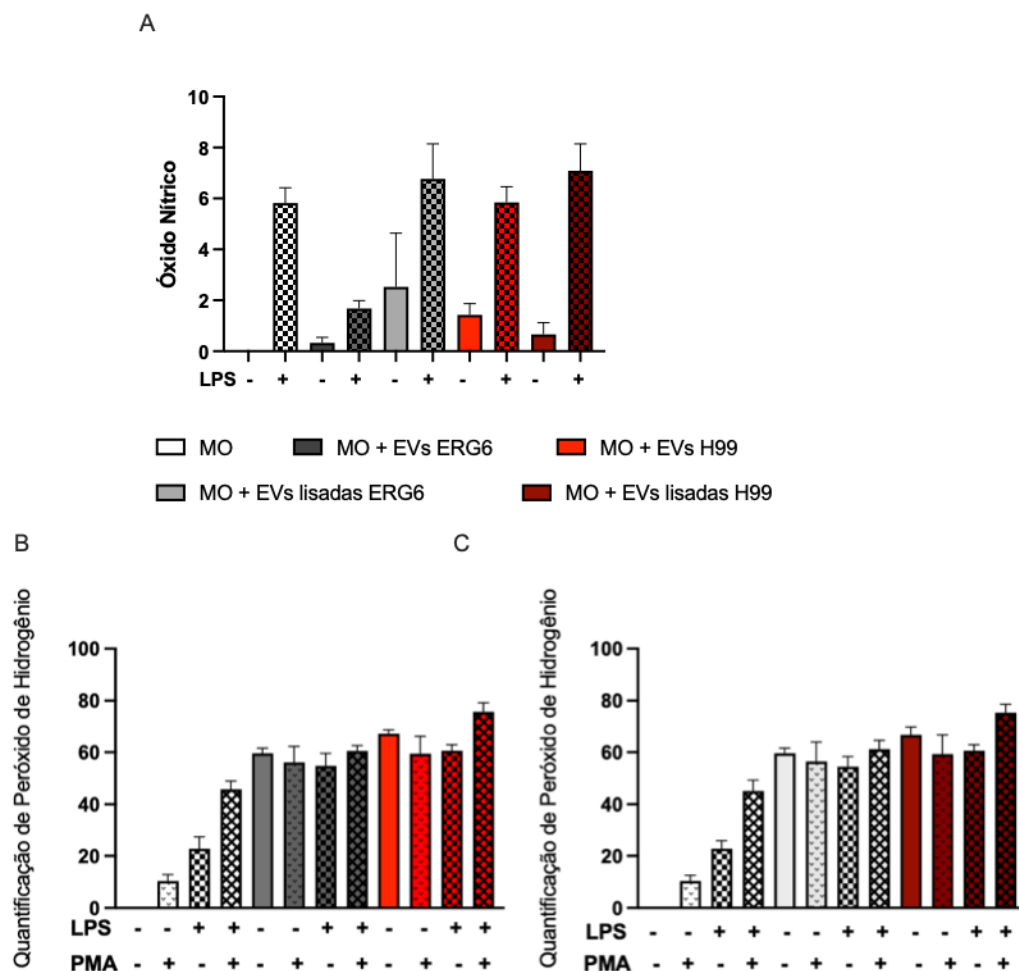 A
Óxido Nítrico
10
8
6
4
2
0
LPS - + - + - + - + - +
MO
MO + EVs ERG6
MO + EVs H99
MO + EVs lisadas ERG6
MO + EVs lisadas H99
B
Quantificação de Peróxido de Hidrogênio
100
80
60
40
20
0
LPS - - + + - - + + - - + +
PMA - + - + - + - + - + - +
C
Quantificação de Peróxido de Hidrogênio
100
80
60
40
20
0
LPS - - + + - - + + - - + +
PMA - + - + - + - + - + - +